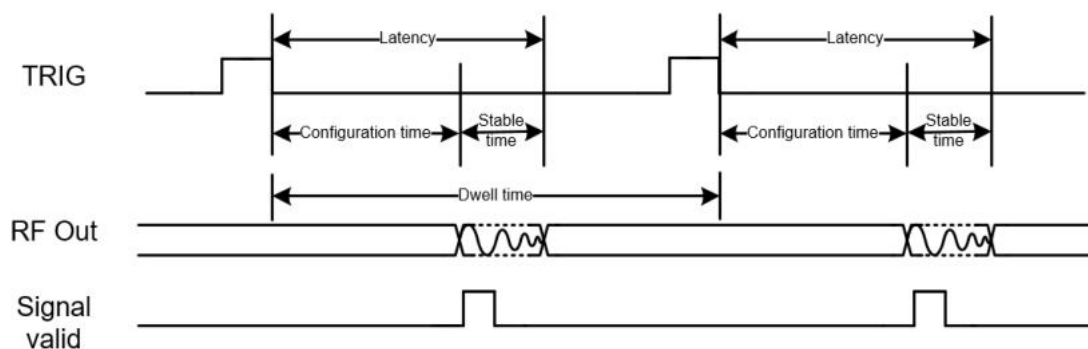 Latency
Latency
TRIG
Configuration time
Stable
time
Configuration time
Stable
time
Dwell time
RF Out
Signal
valid